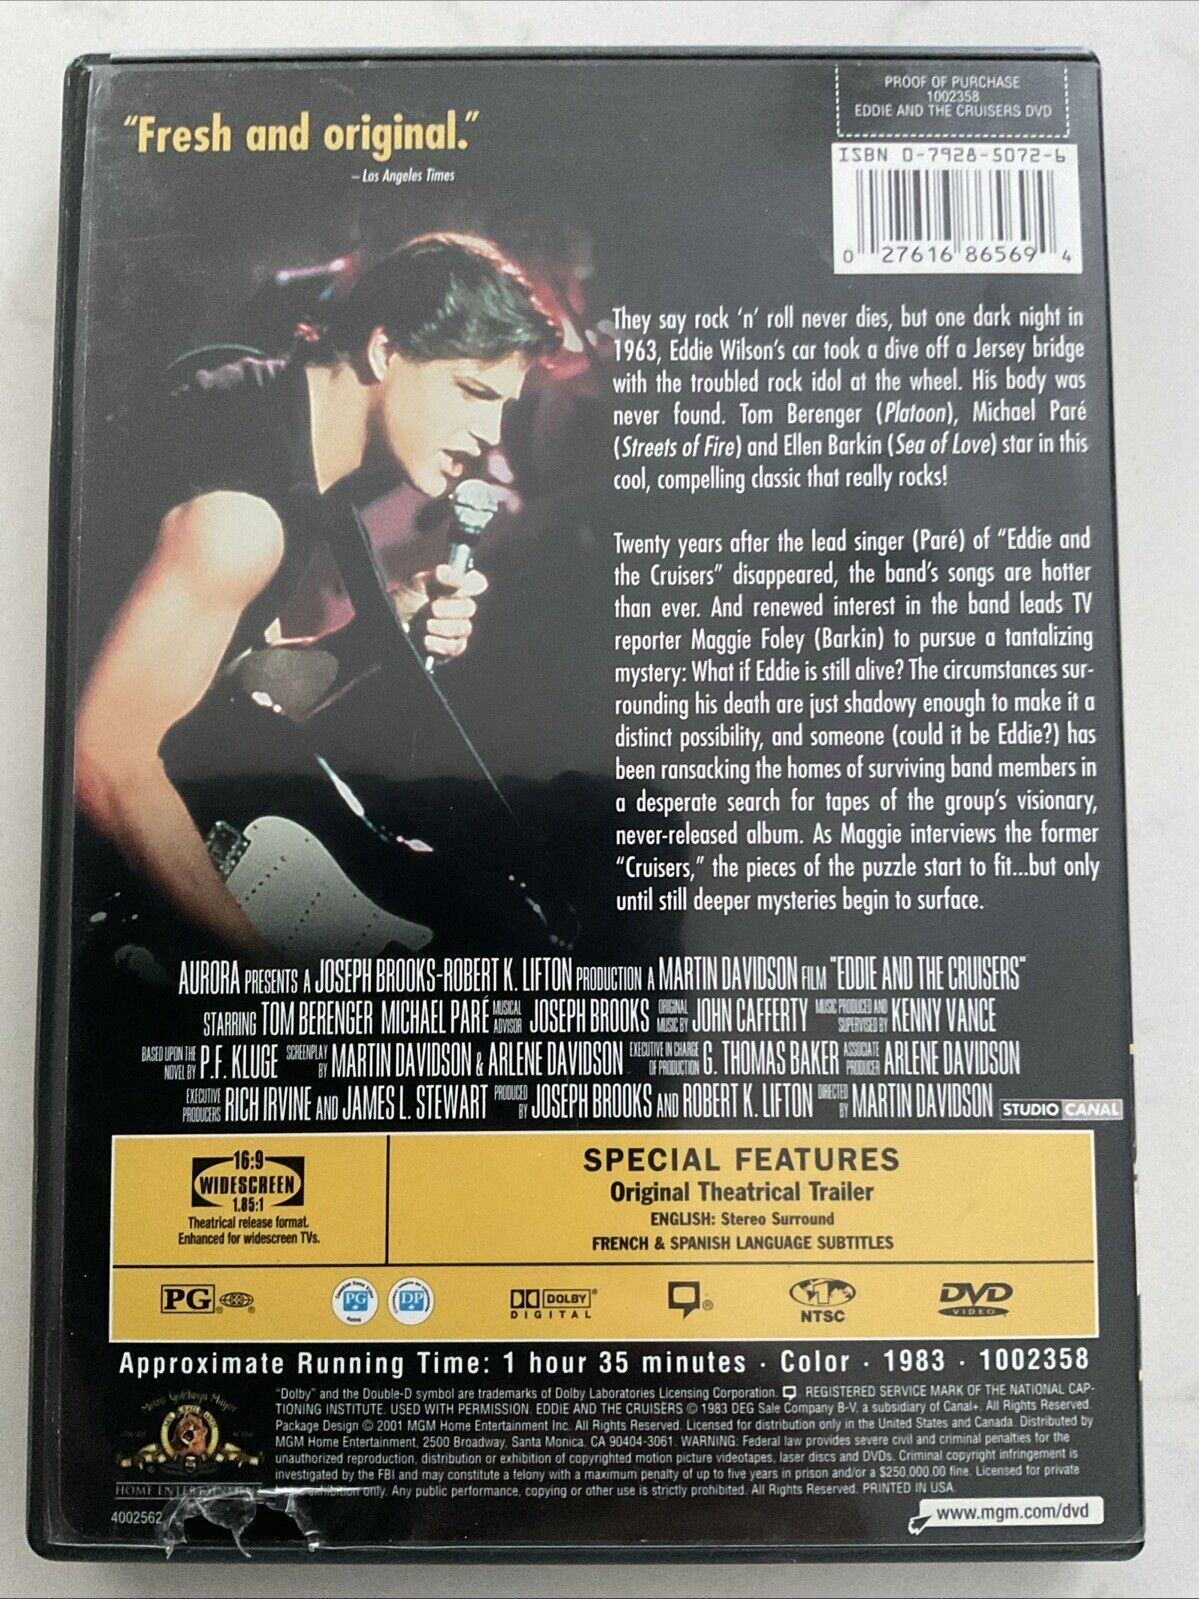 "Fresh and original."
– Los Angeles Times
PROOF OF PURCHASE
1002358
EDDIE AND THE CRUISERS DVD
ISBN 0-7928-5072-6
0 27616 86569 4
They say rock 'n' roll never dies, but one dark night in
1963, Eddie Wilson's car took a dive off a Jersey bridge
with the troubled rock idol at the wheel. His body was
never found. Tom Berenger (Platoon), Michael Paré
(Streets of Fire) and Ellen Barkin (Sea of Love) star in this
cool, compelling classic that really rocks!
Twenty years after the lead singer (Paré) of "Eddie and
the Cruisers" disappeared, the band's songs are hotter
than ever. And renewed interest in the band leads TV
reporter Maggie Foley (Barkin) to pursue a tantalizing
mystery: What if Eddie is still alive? The circumstances sur-
rounding his death are just shadowy enough to make it a
distinct possibility, and someone (could it be Eddie?) has
been ransacking the homes of surviving band members in
a desperate search for tapes of the group's visionary,
never-released album. As Maggie interviews the former
"Cruisers," the pieces of the puzzle start to fit...but only
until still deeper mysteries begin to surface.
AURORA PRESENTS A JOSEPH BROOKS-ROBERT K. LIFTON PRODUCTION A MARTIN DAVIDSON FILM "EDDIE AND THE CRUISERS"
STARRING TOM BERENGER MICHAEL PARÉ MUSICAL ADVISOR JOSEPH BROOKS ORIGINAL MUSIC BY JOHN CAFFERTY MUSIC PRODUCED AND SUPERVISED BY KENNY VANCE
BASED UPON THE NOVEL BY P.F. KLUGE SCREENPLAY BY MARTIN DAVIDSON & ARLENE DAVIDSON EXECUTIVE IN CHARGE OF PRODUCTION G. THOMAS BAKER ASSOCIATE PRODUCER ARLENE DAVIDSON
EXECUTIVE PRODUCERS RICH IRVINE AND JAMES L. STEWART PRODUCED BY JOSEPH BROOKS AND ROBERT K. LIFTON DIRECTED BY MARTIN DAVIDSON STUDIO CANAL
16:9
WIDESCREEN
1.85:1
Theatrical release format.
Enhanced for widescreen TVs.
SPECIAL FEATURES
Original Theatrical Trailer
ENGLISH: Stereo Surround
FRENCH & SPANISH LANGUAGE SUBTITLES
PG ® PG DP DOLBY ® ® NTSC DVD
DIGITAL VIDEO
Approximate Running Time: 1 hour 35 minutes · Color · 1983 · 1002358
Metro Goldwyn Mayer
HOME ENTERTAINMENT
"Dolby" and the Double-D symbol are trademarks of Dolby Laboratories Licensing Corporation. REGISTERED SERVICE MARK OF THE NATIONAL CAP-
TIONING INSTITUTE. USED WITH PERMISSION. EDDIE AND THE CRUISERS © 1983 DEG Sale Company B-V, a subsidiary of Canal+. All Rights Reserved.
Package Design © 2001 MGM Home Entertainment Inc. All Rights Reserved. Licensed for distribution only in the United States and Canada. Distributed by
MGM Home Entertainment, 2500 Broadway, Santa Monica, CA 90404-3061. WARNING: Federal law provides severe civil and criminal penalties for the
unauthorized reproduction, distribution or exhibition of copyrighted motion picture videotapes, laser discs and DVDs. Criminal copyright infringement is
investigated by the FBI and may constitute a felony with a maximum penalty of up to five years in prison and/or a $250,000.00 fine. Licensed for private
exhibition only. Any public performance, copying or other use is strictly prohibited. All Rights Reserved. PRINTED IN USA.
4002562
www.mgm.com/dvd